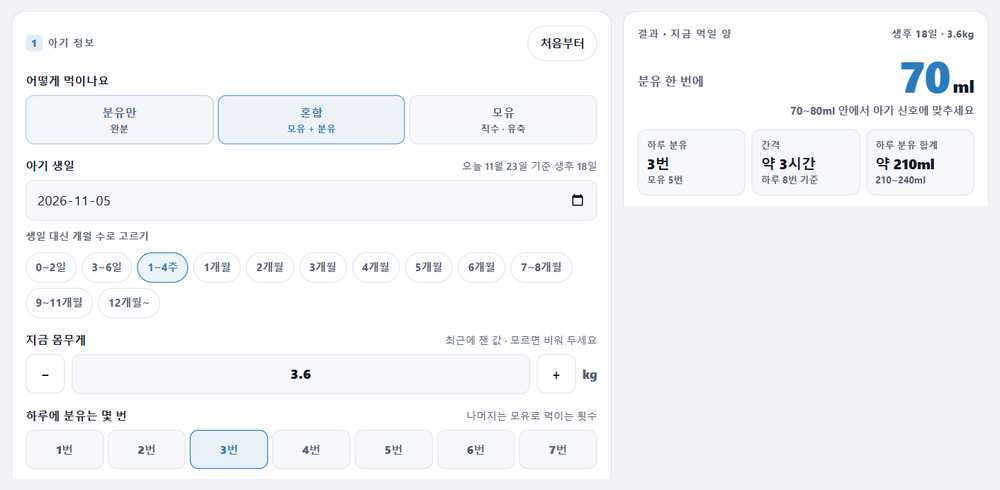 1 아기 정보
처음부터
어떻게 먹이나요
분유만
완분
혼합
모유 + 분유
모유
직수 · 유축
아기 생일
오늘 11월 23일 기준 생후 18일
2026-11-05
생일 대신 개월 수로 고르기
0~2일 3~6일 1~4주 1개월 2개월 3개월 4개월 5개월 6개월 7~8개월
9~11개월 12개월~
지금 몸무게
최근에 잰 값 · 모르면 비워 두세요
− 3.6 + kg
하루에 분유는 몇 번
나머지는 모유로 먹이는 횟수
1번 2번 3번 4번 5번 6번 7번
결과 · 지금 먹일 양
생후 18일 · 3.6kg
분유 한 번에
70 ml
70~80ml 안에서 아기 신호에 맞추세요
하루 분유
3번
모유 5번
간격
약 3시간
하루 8번 기준
하루 분유 합계
약 210ml
210~240ml